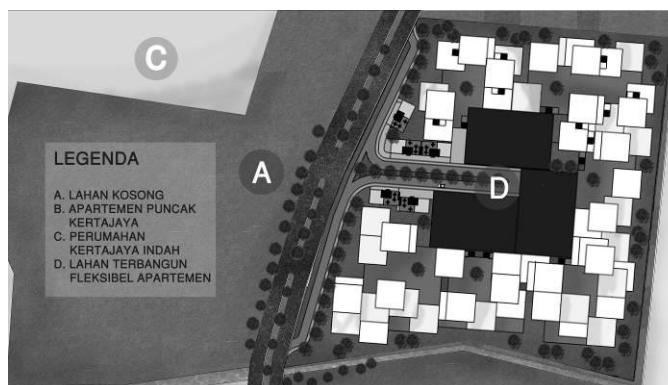 C
LEGENDA
A
A. LAHAN KOSONG
B. APARTEMEN PUNCAK
KERTAJAYA
C. PERUMAHAN
KERTAJAYA INDAH
D. LAHAN TERBANGUN
FLEKSIBEL APARTEMEN
D